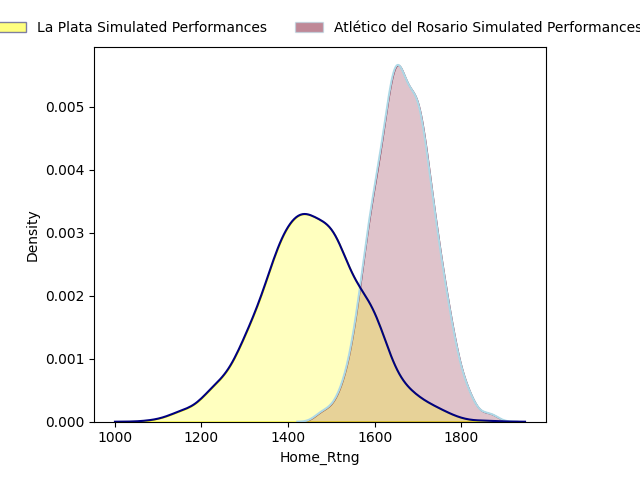 La Plata Simulated Performances Atlético del Rosario Simulated Performances
0.005
0.004
0.003
0.002
0.001
0.000
Density
1000 1200 1400 1600 1800
Home_Rtng